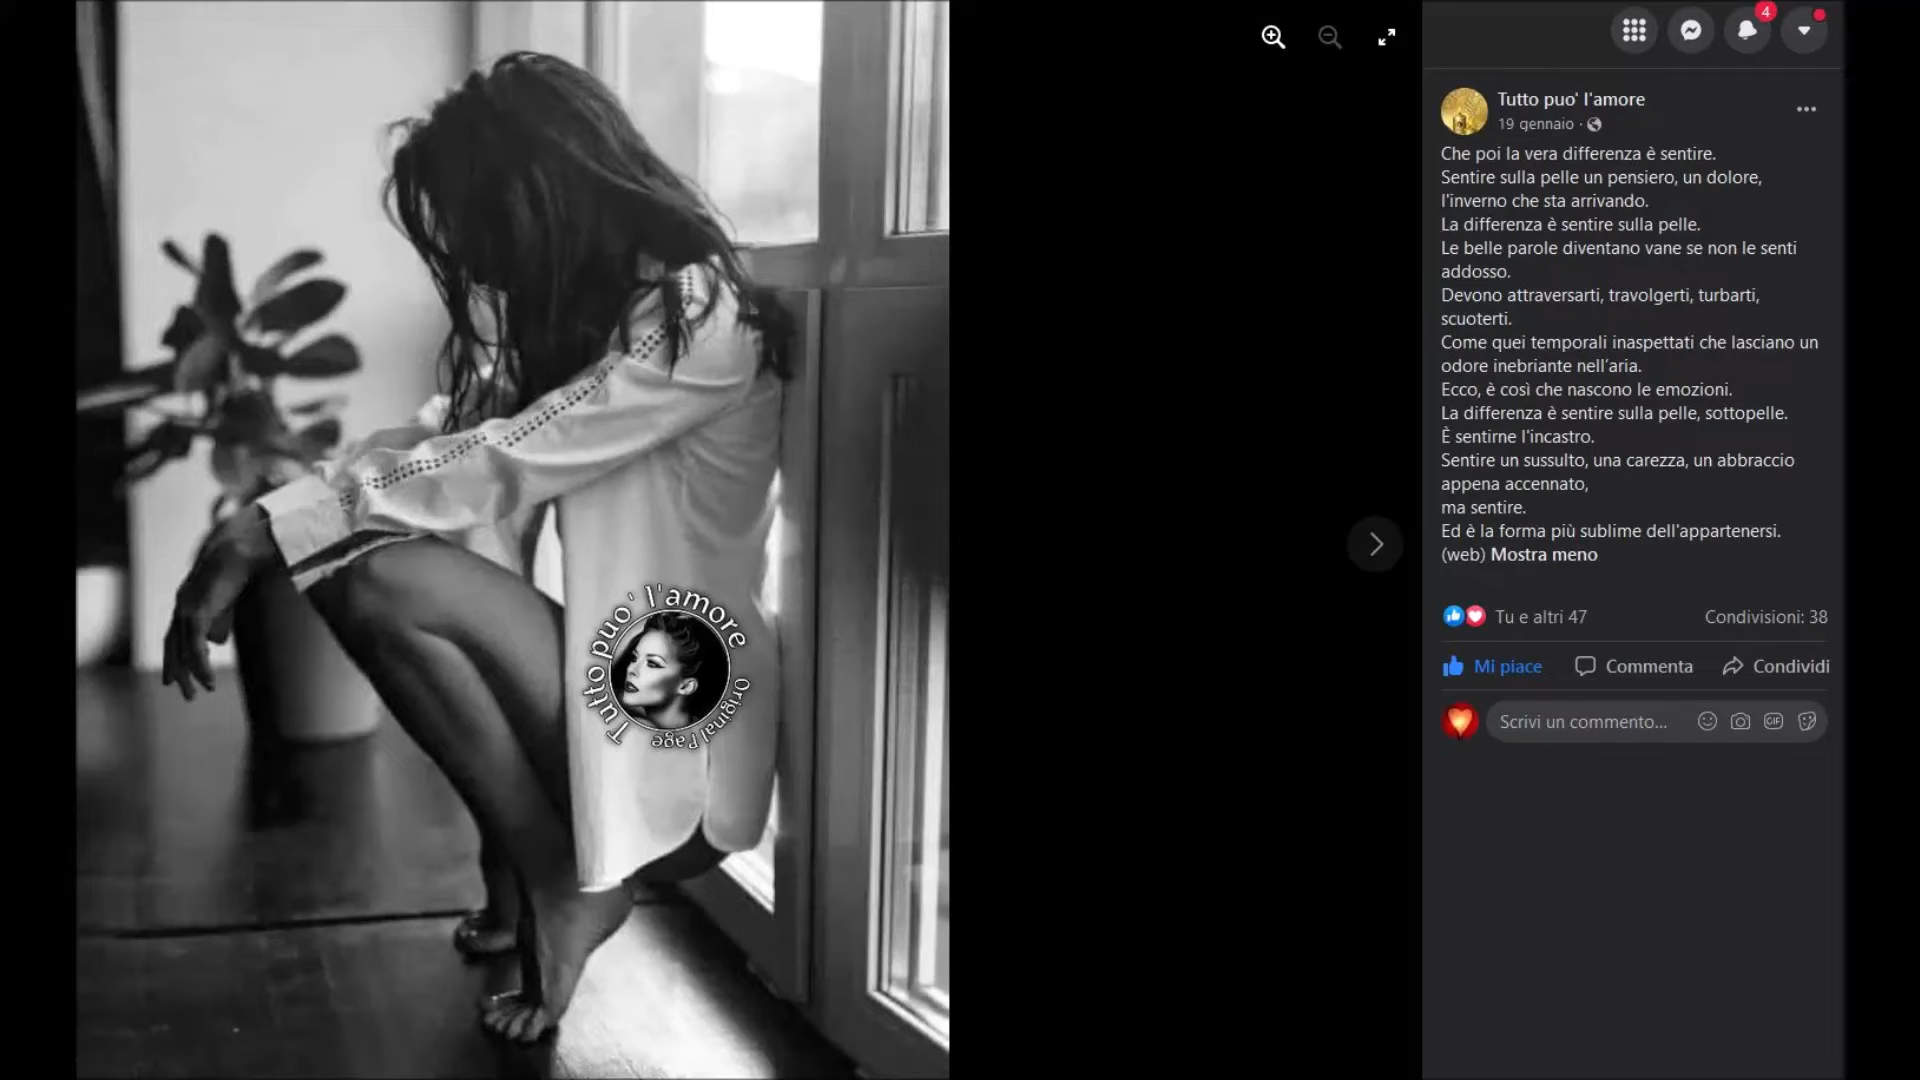 Tutto puo' l'amore
Original Page
4
Tutto puo' l'amore
19 gennaio ·
Che poi la vera differenza è sentire.
Sentire sulla pelle un pensiero, un dolore,
l'inverno che sta arrivando.
La differenza è sentire sulla pelle.
Le belle parole diventano vane se non le senti
addosso.
Devono attraversarti, travolgerti, turbarti,
scuoterti.
Come quei temporali inaspettati che lasciano un
odore inebriante nell’aria.
Ecco, è così che nascono le emozioni.
La differenza è sentire sulla pelle, sottopelle.
È sentirne l'incastro.
Sentire un sussulto, una carezza, un abbraccio
appena accennato,
ma sentire.
Ed è la forma più sublime dell'appartenersi.
(web) Mostra meno
Tu e altri 47 Condivisioni: 38
Mi piace Commenta Condividi
Scrivi un commento... GIF